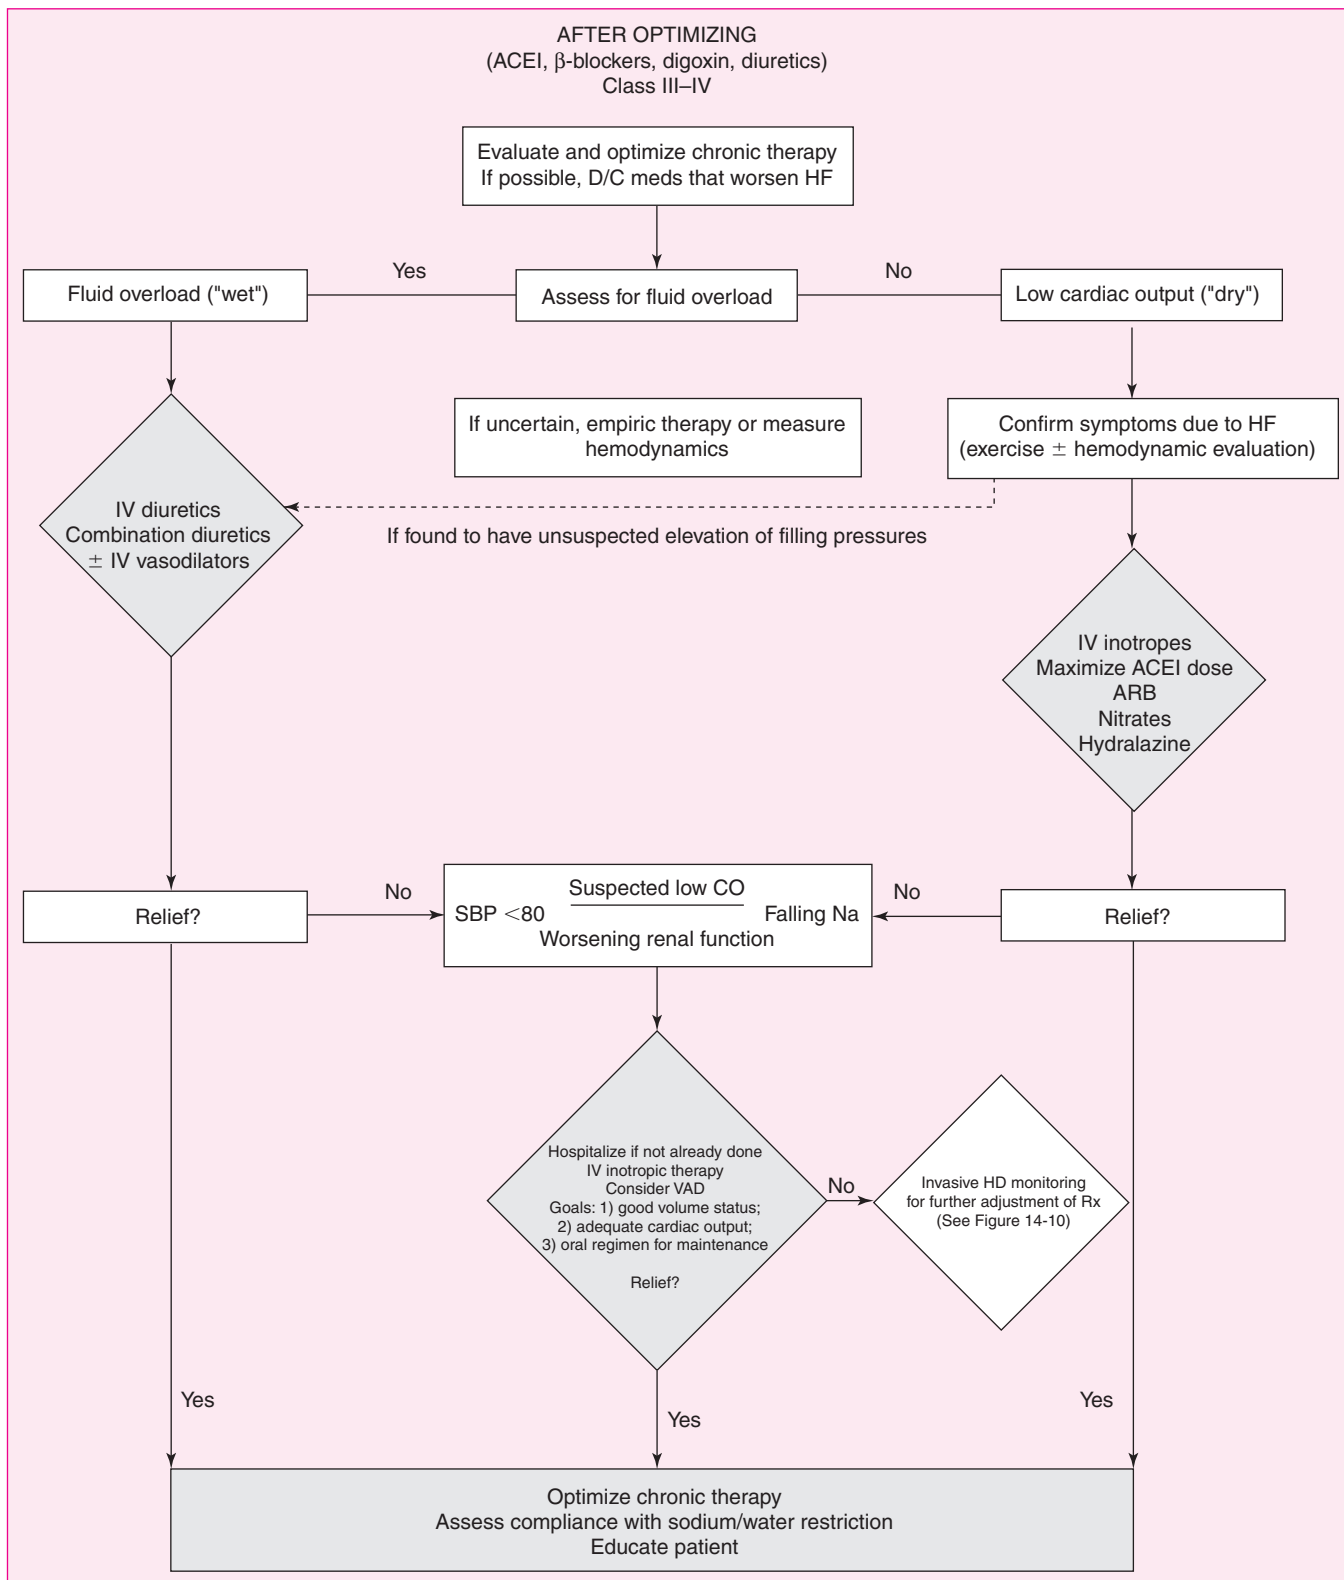 AFTER OPTIMIZING
(ACEI, β-blockers, digoxin, diuretics)
Class III–IV
Evaluate and optimize chronic therapy
If possible, D/C meds that worsen HF
Yes
No
Fluid overload ("wet")
Assess for fluid overload
Low cardiac output ("dry")
If uncertain, empiric therapy or measure
hemodynamics
Confirm symptoms due to HF
(exercise ± hemodynamic evaluation)
IV diuretics
Combination diuretics
± IV vasodilators
If found to have unsuspected elevation of filling pressures
IV inotropes
Maximize ACEI dose
ARB
Nitrates
Hydralazine
Relief?
No
Suspected low CO
SBP <80 Falling Na
Worsening renal function
No
Relief?
Hospitalize if not already done
IV inotropic therapy
Consider VAD
Goals: 1) good volume status;
2) adequate cardiac output;
3) oral regimen for maintenance
Relief?
No
Invasive HD monitoring
for further adjustment of Rx
(See Figure 14-10)
Yes
Yes
Yes
Optimize chronic therapy
Assess compliance with sodium/water restriction
Educate patient